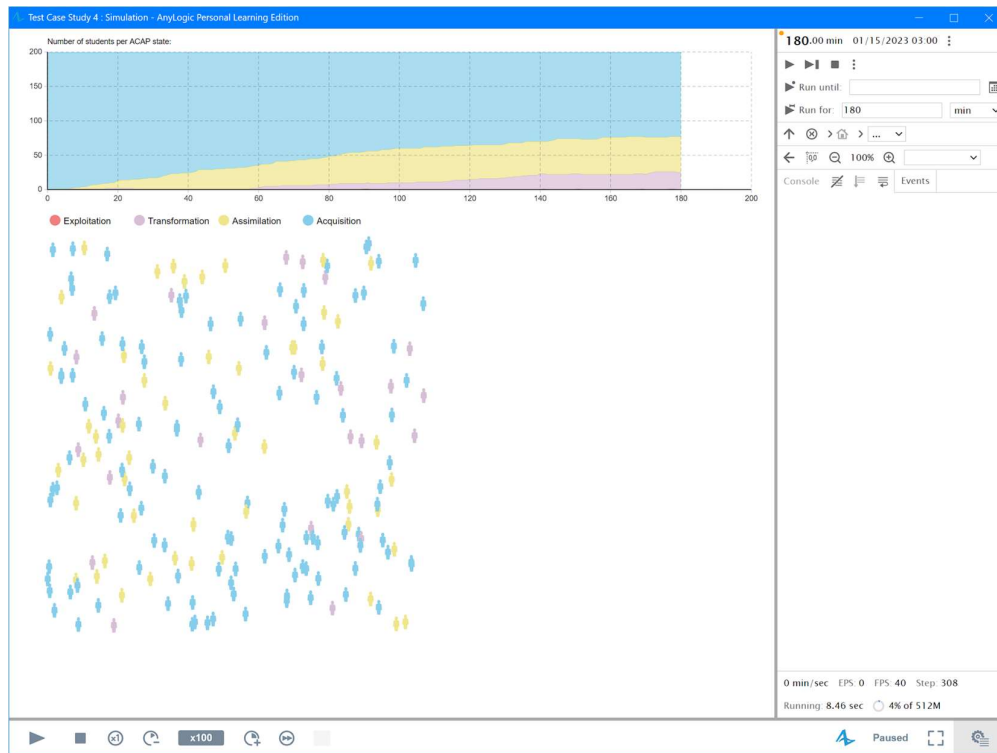 Test Case Study 4 : Simulation - AnyLogic Personal Learning Edition
Number of students per ACAP state:
200
150
100
50
0
0 20 40 60 80 100 120 140 160 180 200
Exploitation Transformation Assimilation Acquisition
180.00 min 01/15/2023 03:00
Run until:
Run for: 180 min
> > ...
0,0 100%
Console Events
0 min/sec EPS: 0 FPS: 40 Step: 308
Running: 8.46 sec 4% of 512M
x1 x100 Paused